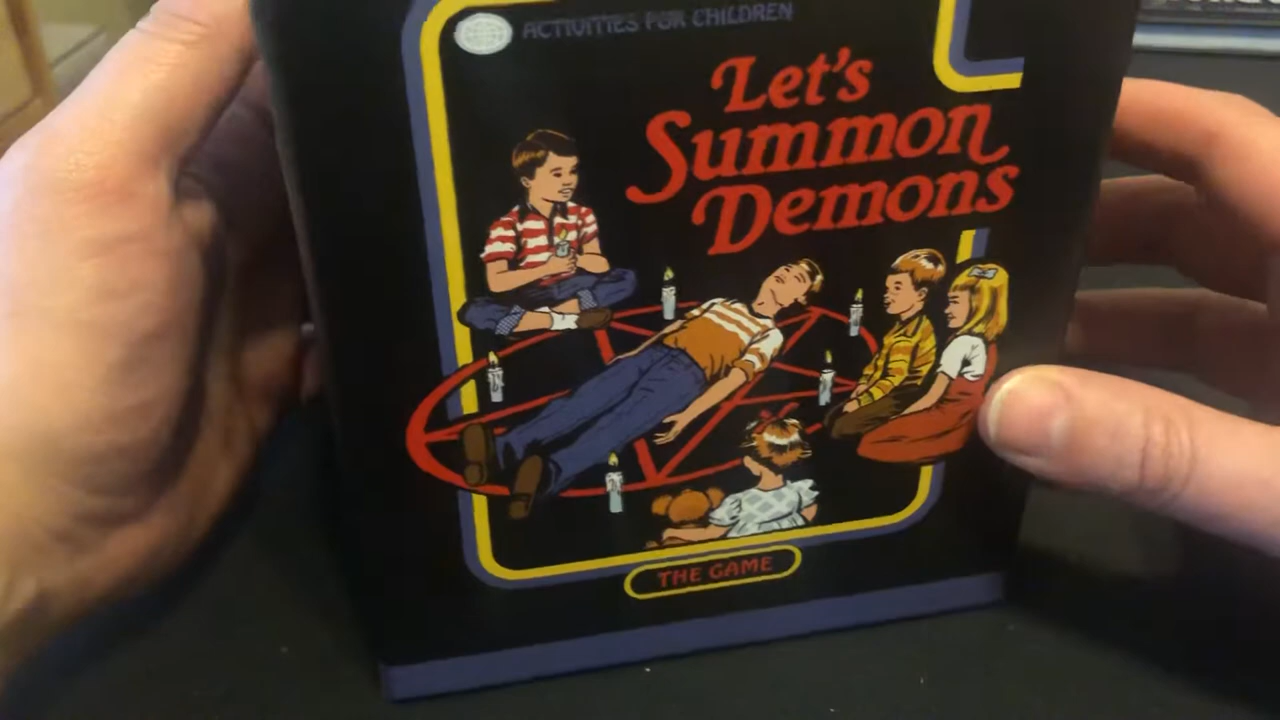 ACTIVITIES FOR CHILDREN
Let's
Summon
Demons
THE GAME